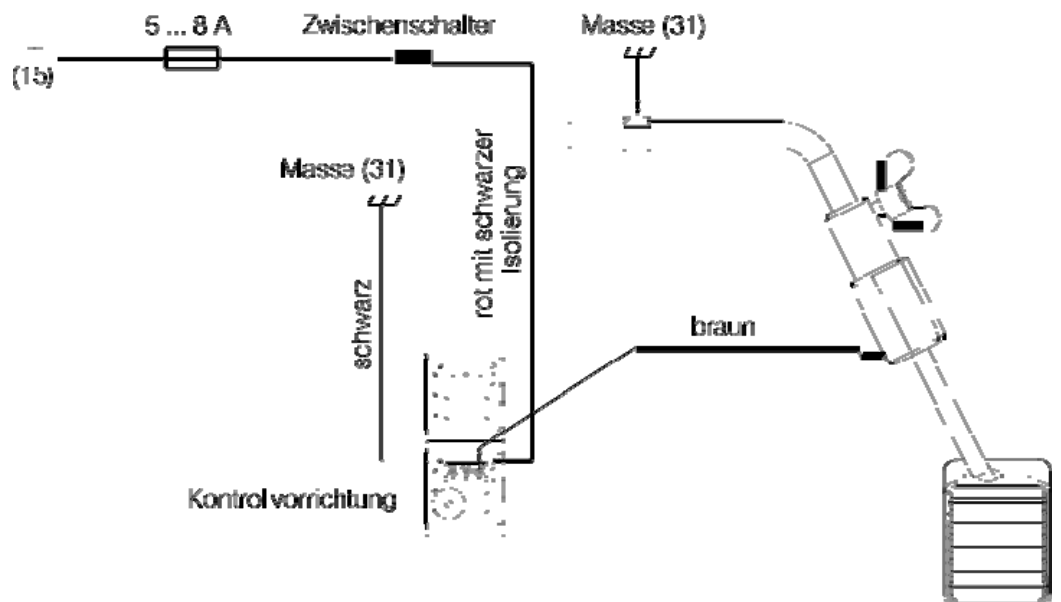 5 ... 8 A
Zwischenschalter
Masse (31)
(15)
Masse (31)
rot mit schwarzer
Isolierung
schwarz
braun
Kontrol vorrichtung